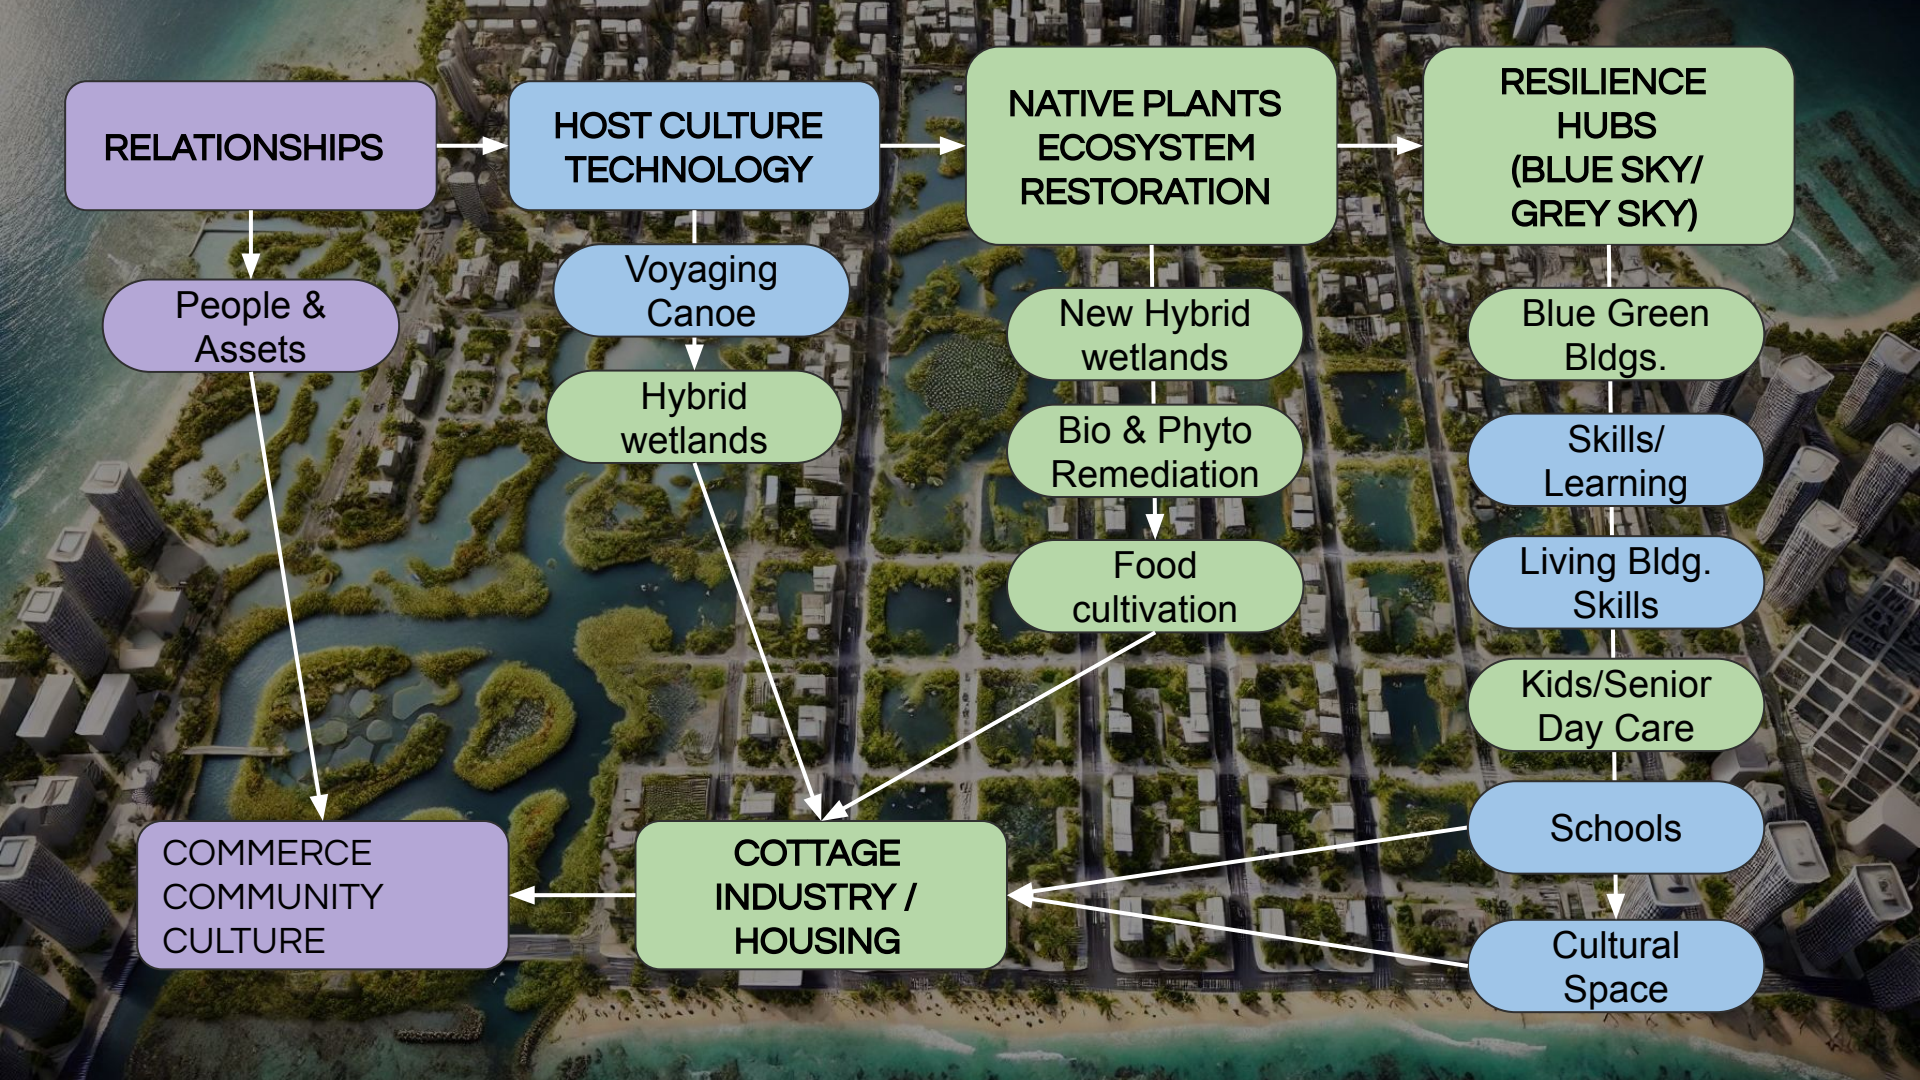 RELATIONSHIPS
HOST CULTURE
TECHNOLOGY
NATIVE PLANTS
ECOSYSTEM
RESTORATION
RESILIENCE
HUBS
(BLUE SKY/
GREY SKY)
People &
Assets
Voyaging
Canoe
Hybrid
wetlands
New Hybrid
wetlands
Bio & Phyto
Remediation
Food
cultivation
Blue Green
Bldgs.
Skills/
Learning
Living Bldg.
Skills
Kids/Senior
Day Care
Schools
Cultural
Space
COMMERCE
COMMUNITY
CULTURE
COTTAGE
INDUSTRY /
HOUSING